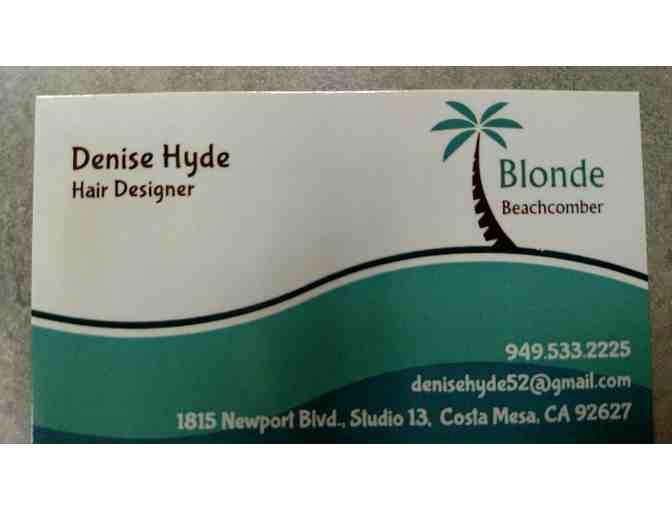 Denise Hyde
Hair Designer
Blonde
Beachcomber
949.533.2225
denisehyde52@gmail.com
1815 Newport Blvd., Studio 13, Costa Mesa, CA 92627